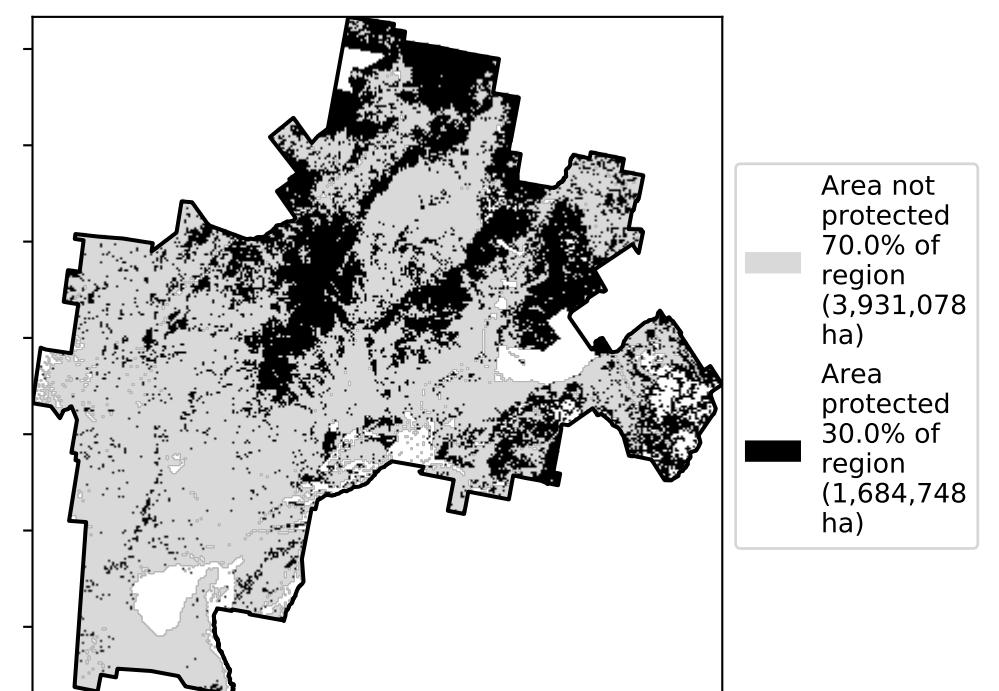 Area not
protected
70.0% of
region
(3,931,078
ha)
Area
protected
30.0% of
region
(1,684,748
ha)